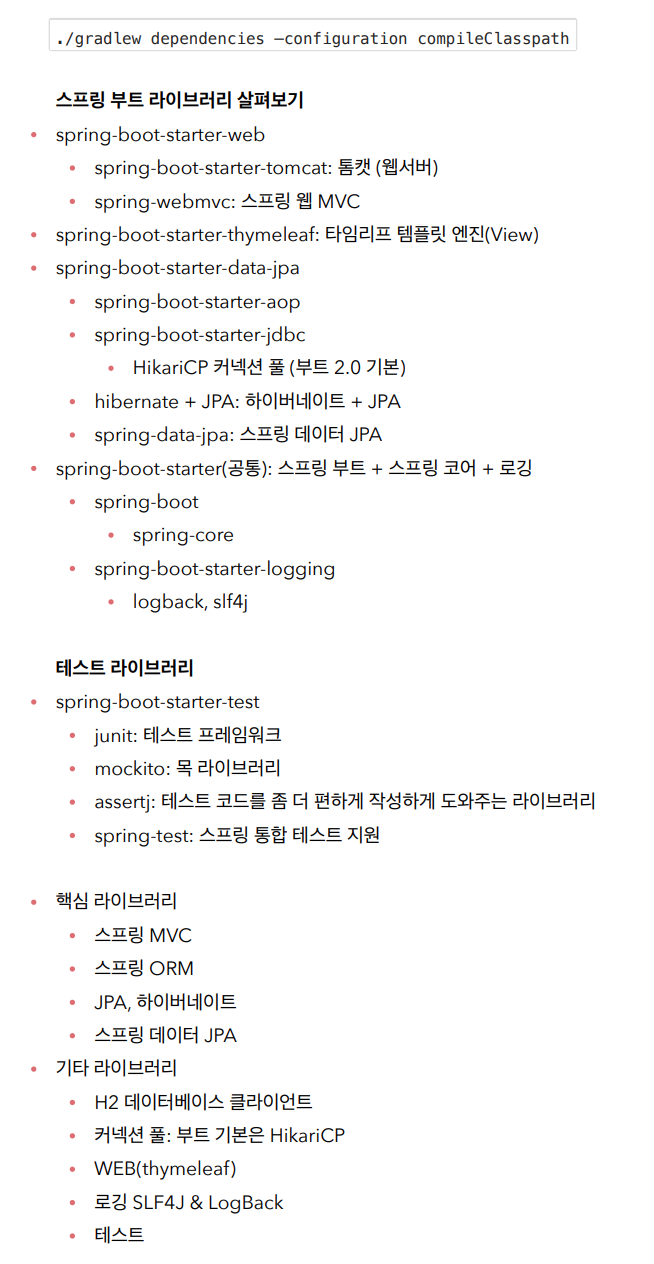 ./gradlew dependencies —configuration compileClasspath
스프링 부트 라이브러리 살펴보기
spring-boot-starter-web
spring-boot-starter-tomcat: 톰캣 (웹서버)
spring-webmvc: 스프링 웹 MVC
spring-boot-starter-thymeleaf: 타임리프 템플릿 엔진(View)
spring-boot-starter-data-jpa
spring-boot-starter-aop
spring-boot-starter-jdbc
HikariCP 커넥션 풀 (부트 2.0 기본)
hibernate + JPA: 하이버네이트 + JPA
spring-data-jpa: 스프링 데이터 JPA
spring-boot-starter(공통): 스프링 부트 + 스프링 코어 + 로깅
spring-boot
spring-core
spring-boot-starter-logging
logback, slf4j
테스트 라이브러리
spring-boot-starter-test
junit: 테스트 프레임워크
mockito: 목 라이브러리
assertj: 테스트 코드를 좀 더 편하게 작성하게 도와주는 라이브러리
spring-test: 스프링 통합 테스트 지원
핵심 라이브러리
스프링 MVC
스프링 ORM
JPA, 하이버네이트
스프링 데이터 JPA
기타 라이브러리
H2 데이터베이스 클라이언트
커넥션 풀: 부트 기본은 HikariCP
WEB(thymeleaf)
로깅 SLF4J & LogBack
테스트